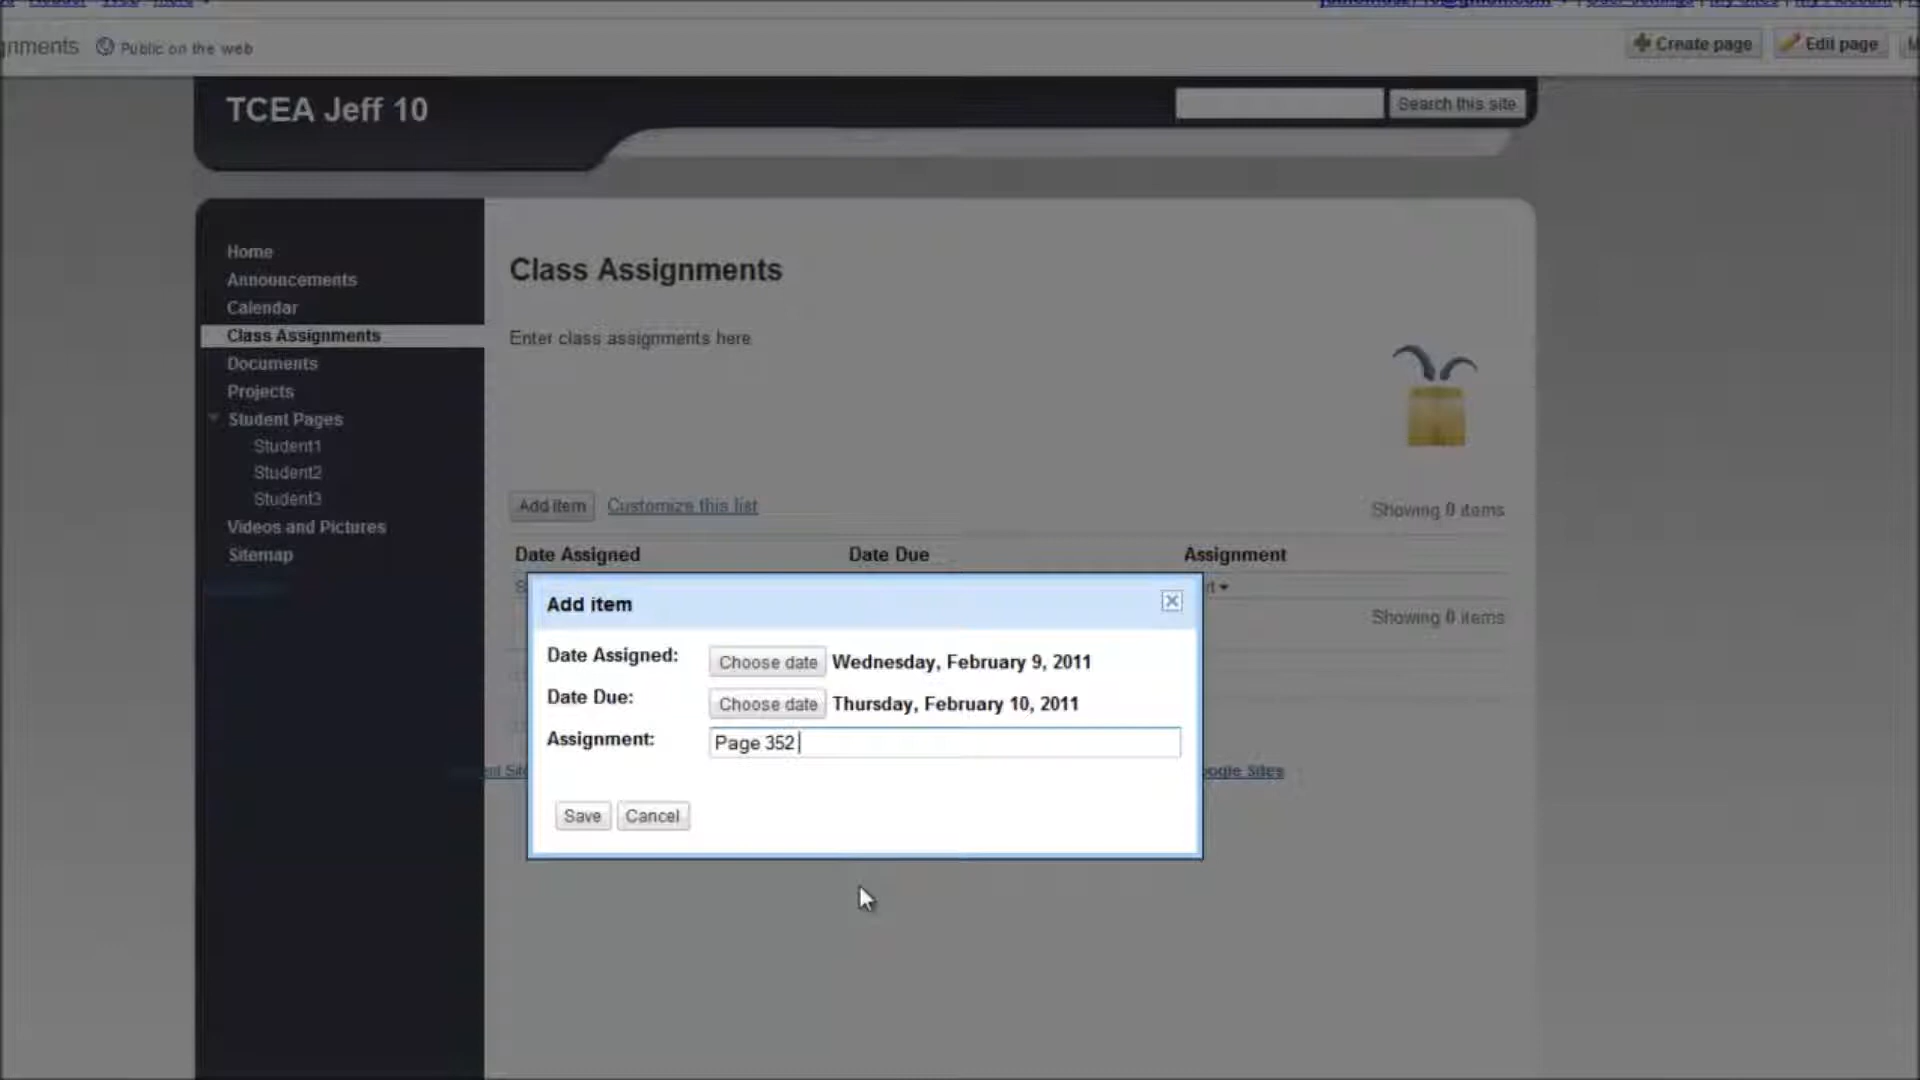 Public on the web
Create page
Edit page
TCEA Jeff 10
Search this site
Home
Announcements
Calendar
Class Assignments
Documents
Projects
Student Pages
Student1
Student2
Student3
Videos and Pictures
Sitemap
Class Assignments
Enter class assignments here
Add item Customize this list Showing 0 items
Date Assigned Date Due Assignment
Showing 0 items
Add item
Date Assigned: Choose date Wednesday, February 9, 2011
Date Due: Choose date Thursday, February 10, 2011
Assignment: Page 352
Save Cancel
Sites